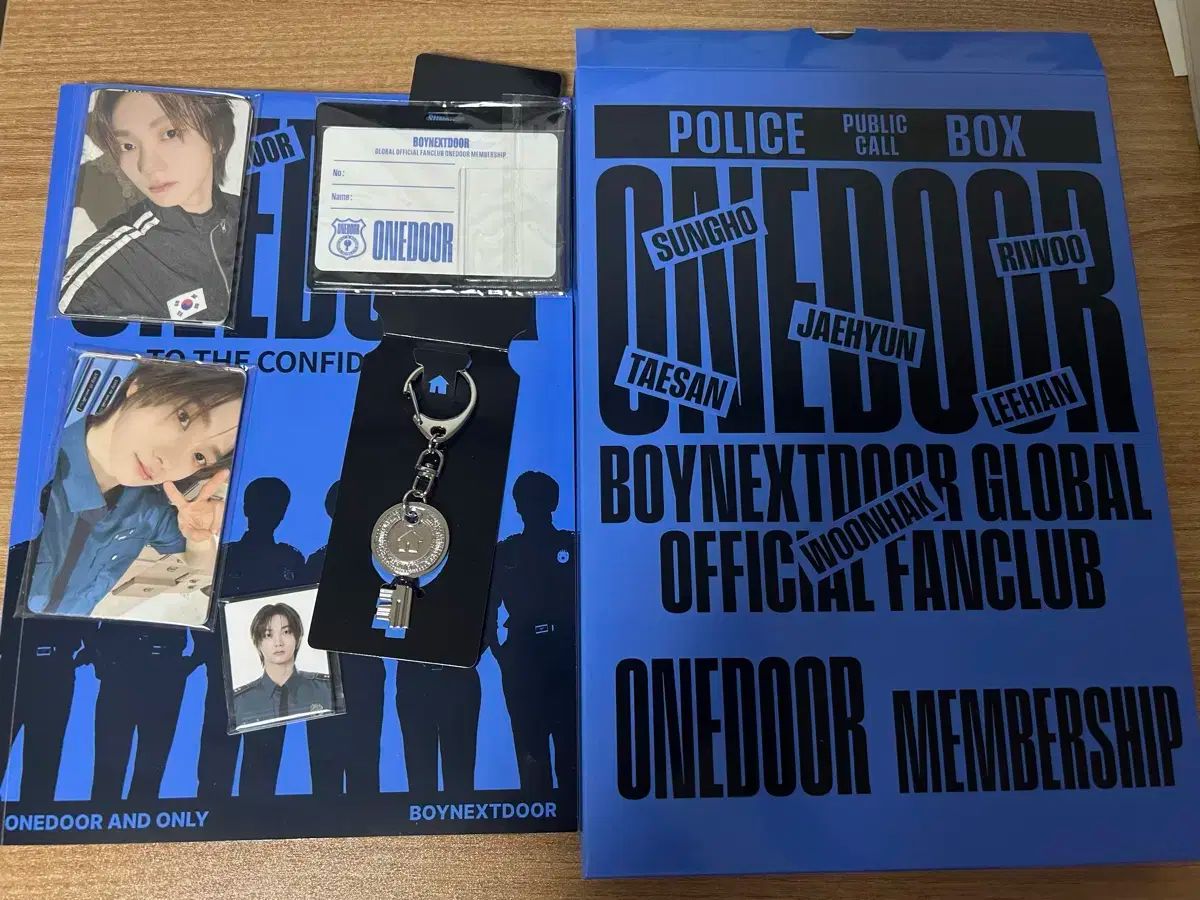 BOYNEXTDOOR
GLOBAL OFFICIAL FANCLUB ONEDOOR MEMBERSHIP
No:
Name:
ONEDOOR
ONEDOOR
TO THE CONFID
ONEDOOR AND ONLY
BOYNEXTDOOR
POLICE PUBLIC CALL BOX
ONEDOOR
SUNGHO
RIWOO
JAEHYUN
TAESAN
LEEHAN
BOYNEXTDOOR GLOBAL
WOONHAK
OFFICIAL FANCLUB
ONEDOOR MEMBERSHIP